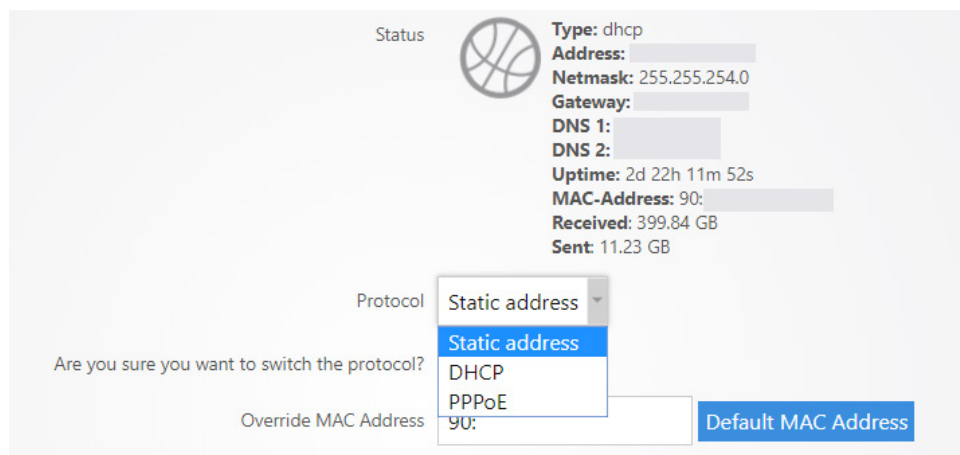 Status
Type: dhcp
Address:
Netmask: 255.255.254.0
Gateway:
DNS 1:
DNS 2:
Uptime: 2d 22h 11m 52s
MAC-Address: 90:
Received: 399.84 GB
Sent: 11.23 GB
Protocol Static address
Static address
Are you sure you want to switch the protocol?
DHCP
PPPoE
Override MAC Address 90: Default MAC Address